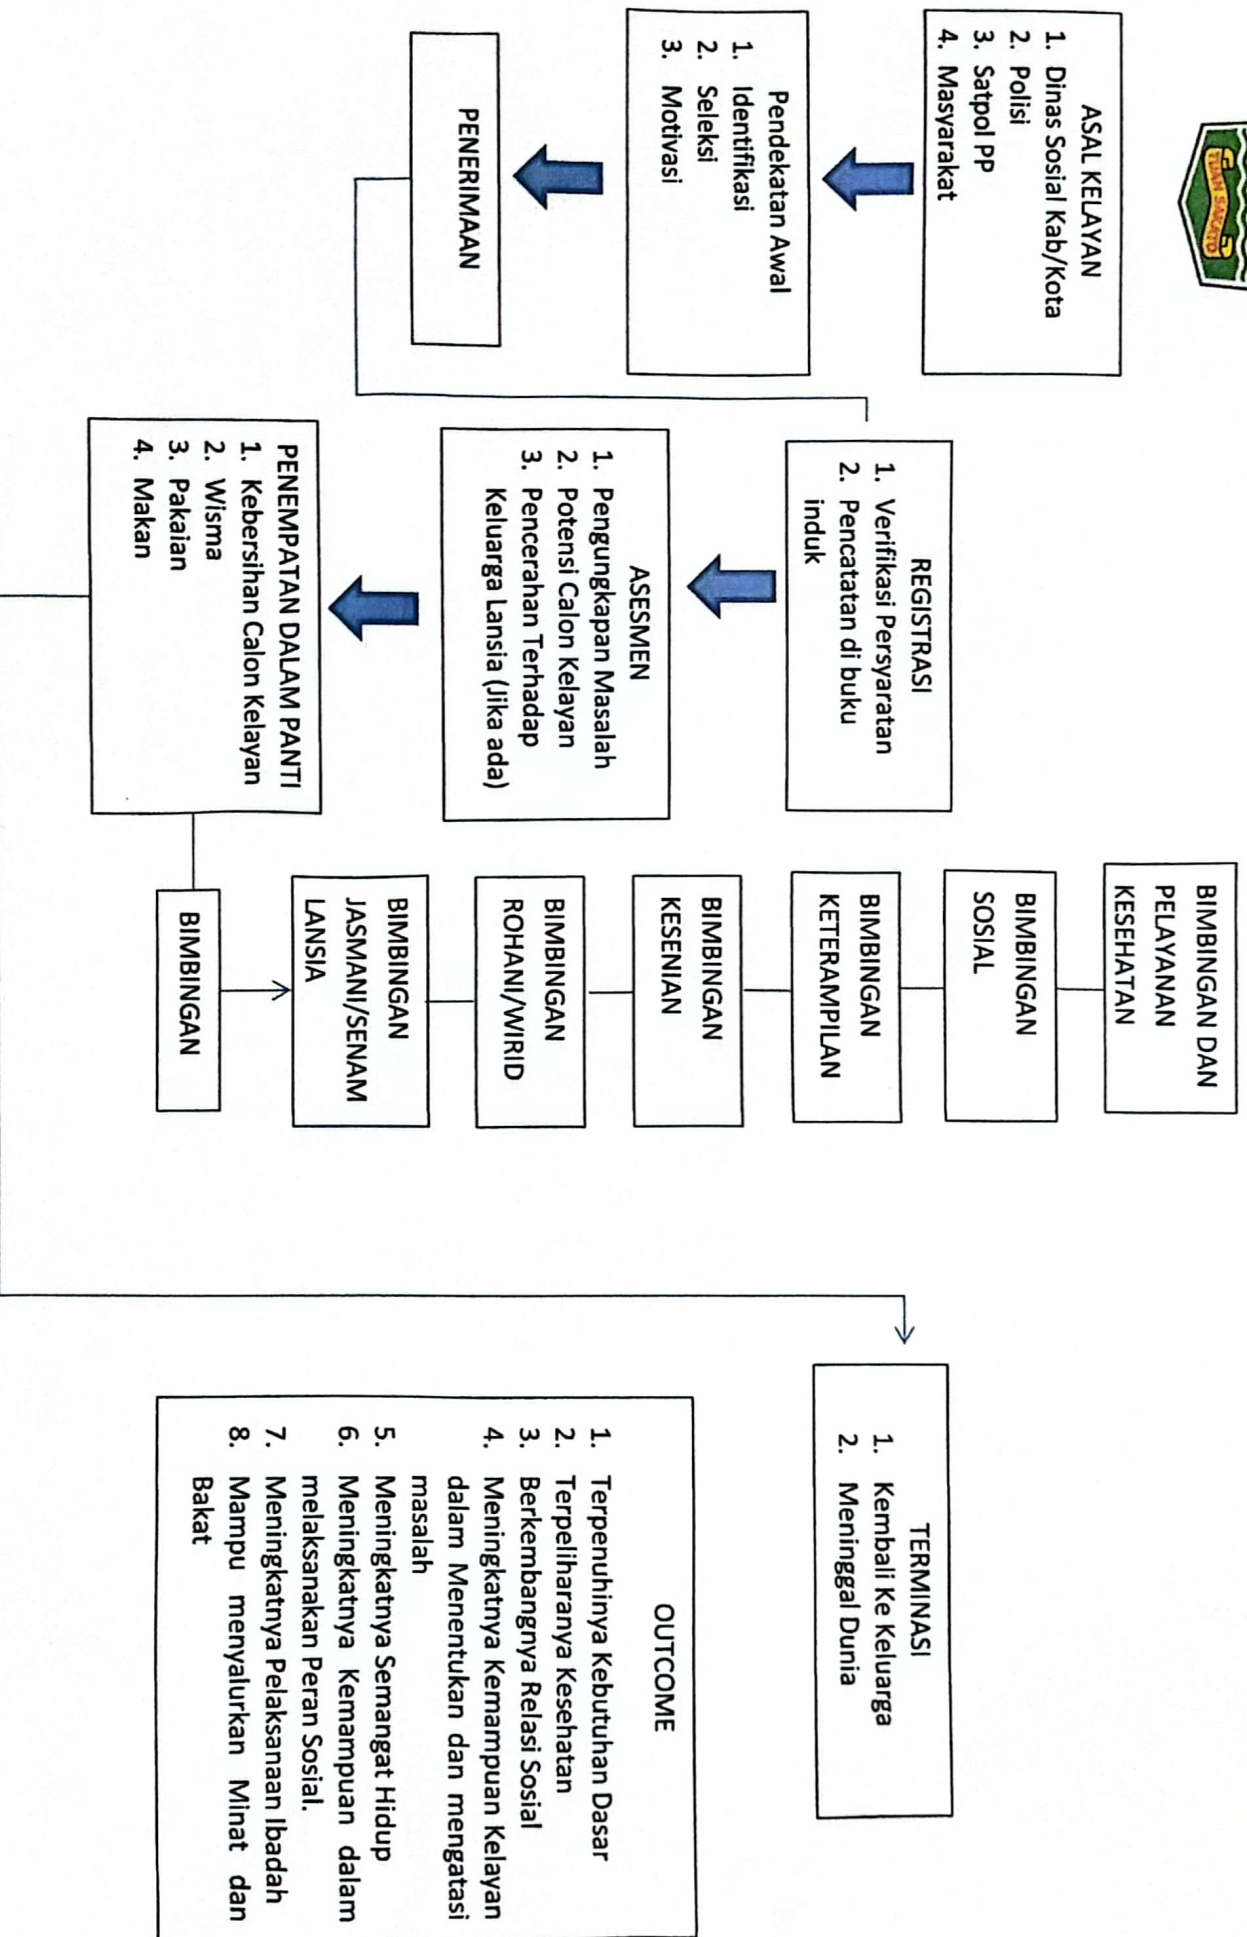 TUAH SAKATO
ASAL KELAYAN
1. Dinas Sosial Kab/Kota
2. Polisi
3. Satpol PP
4. Masyarakat
Pendekatan Awal
1. Identifikasi
2. Seleksi
3. Motivasi
PENERIMAAN
REGISTRASI
1. Verifikasi Persyaratan
2. Pencatatan di buku
induk
ASESMEN
1. Pengungkapan Masalah
2. Potensi Calon Kelayan
3. Pencerahan Terhadap
Keluarga Lansia (Jika ada)
PENEMPATAN DALAM PANTI
1. Kebersihan Calon Kelayan
2. Wisma
3. Pakaian
4. Makan
BIMBINGAN DAN
PELAYANAN
KESEHATAN
BIMBINGAN
SOSIAL
BIMBINGAN
KETERAMPILAN
BIMBINGAN
KESENIAN
BIMBINGAN
ROHANI/WIRID
BIMBINGAN
JASMANI/SENAM
LANSIA
BIMBINGAN
TERMINASI
1. Kembali Ke Keluarga
2. Meninggal Dunia
OUTCOME
1. Terpenuhinya Kebutuhan Dasar
2. Terpeliharanya Kesehatan
3. Berkembangnya Relasi Sosial
4. Meningkatnya Kemampuan Kelayan
dalam Menentukan dan mengatasi
masalah
5. Meningkatnya Semangat Hidup
6. Meningkatnya Kemampuan dalam
melaksanakan Peran Sosial.
7. Meningkatnya Pelaksanaan Ibadah
8. Mampu menyalurkan Minat dan
Bakat